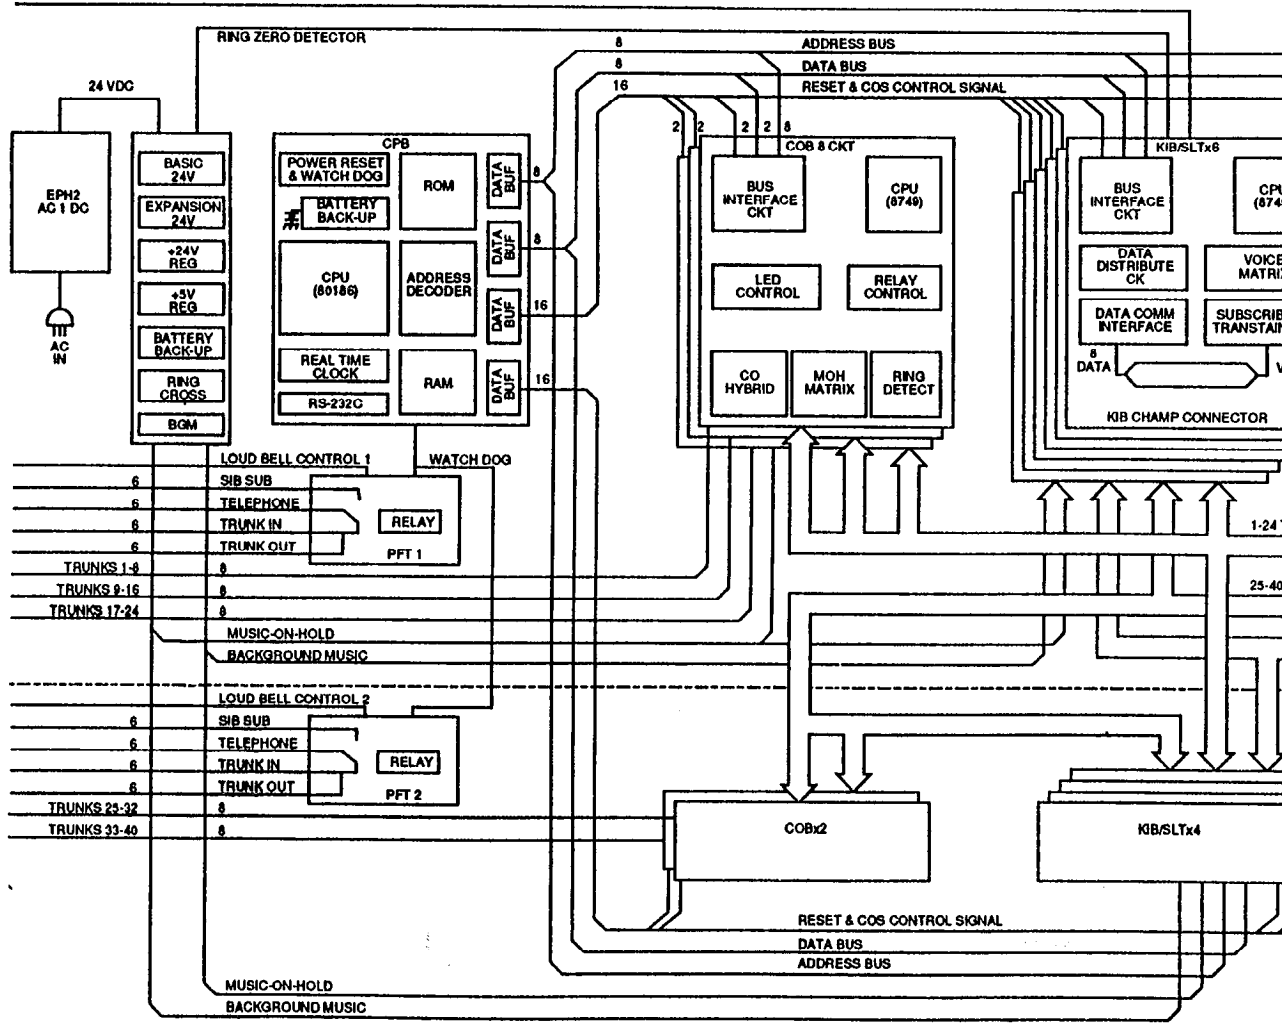 RING ZERO DETECTOR
8
ADDRESS BUS
8
DATA BUS
16
RESET & COS CONTROL SIGNAL
24 VDC
EPH2
AC 1 DC
AC
IN
BASIC
24V
EXPANSION
24V
+24V
REG
+5V
REG
BATTERY
BACK-UP
RING
CROSS
BGM
CPB
POWER RESET
& WATCH DOG
BATTERY
BACK-UP
CPU
(80186)
REAL TIME
CLOCK
RS-232C
ROM
ADDRESS
DECODER
RAM
DATA
BUF
DATA
BUF
DATA
BUF
DATA
BUF
8
8
16
16
2
2
2
2
8
COB 8 CKT
BUS
INTERFACE
CKT
CPU
(8749)
LED
CONTROL
RELAY
CONTROL
CO
HYBRID
MOH
MATRIX
RING
DETECT
KIB/SLTx6
BUS
INTERFACE
CKT
DATA
DISTRIBUTE
CK
DATA COMM
INTERFACE
8
DATA
KIB CHAMP CONNECTOR
1-24
25-40
LOUD BELL CONTROL 1
WATCH DOG
6
SIB SUB
6
TELEPHONE
6
TRUNK IN
6
TRUNK OUT
RELAY
PFT 1
TRUNKS 1-8
8
TRUNKS 9-16
8
TRUNKS 17-24
8
MUSIC-ON-HOLD
BACKGROUND MUSIC
LOUD BELL CONTROL 2
6
SIB SUB
6
TELEPHONE
6
TRUNK IN
6
TRUNK OUT
RELAY
PFT 2
TRUNKS 25-32
8
TRUNKS 33-40
8
COBx2
KIB/SLTx4
RESET & COS CONTROL SIGNAL
DATA BUS
ADDRESS BUS
MUSIC-ON-HOLD
BACKGROUND MUSIC